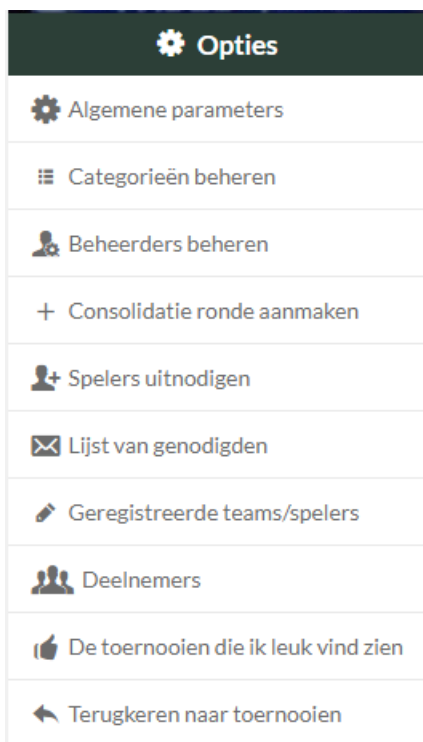 Opties
Algemene parameters
Categorieën beheren
Beheerders beheren
Consolidatie ronde aanmaken
Spelers uitnodigen
Lijst van genodigden
Geregistreerde teams/spelers
Deelnemers
De toernooien die ik leuk vind zien
Terugkeren naar toernooien